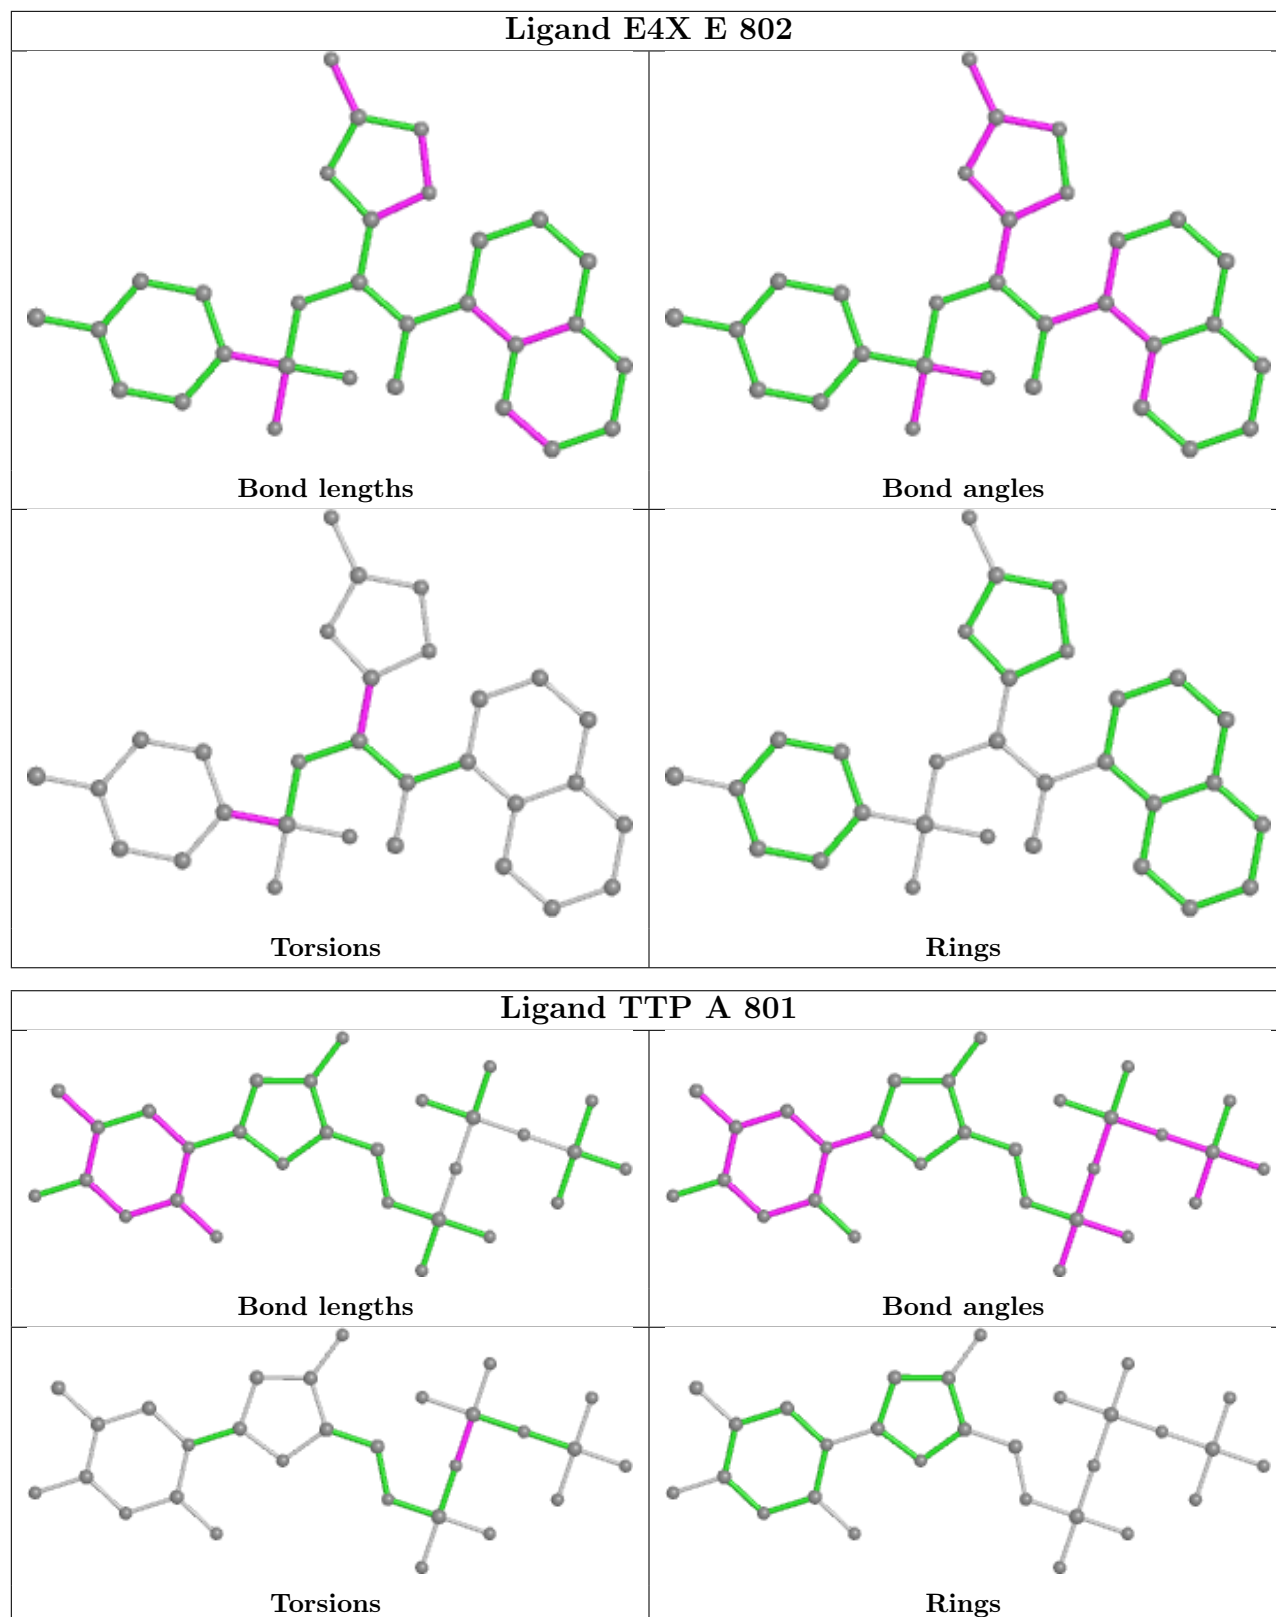 Ligand E4X E 802
Bond lengths
Bond angles
Torsions
Rings
Ligand TTP A 801
Bond lengths
Bond angles
Torsions
Rings